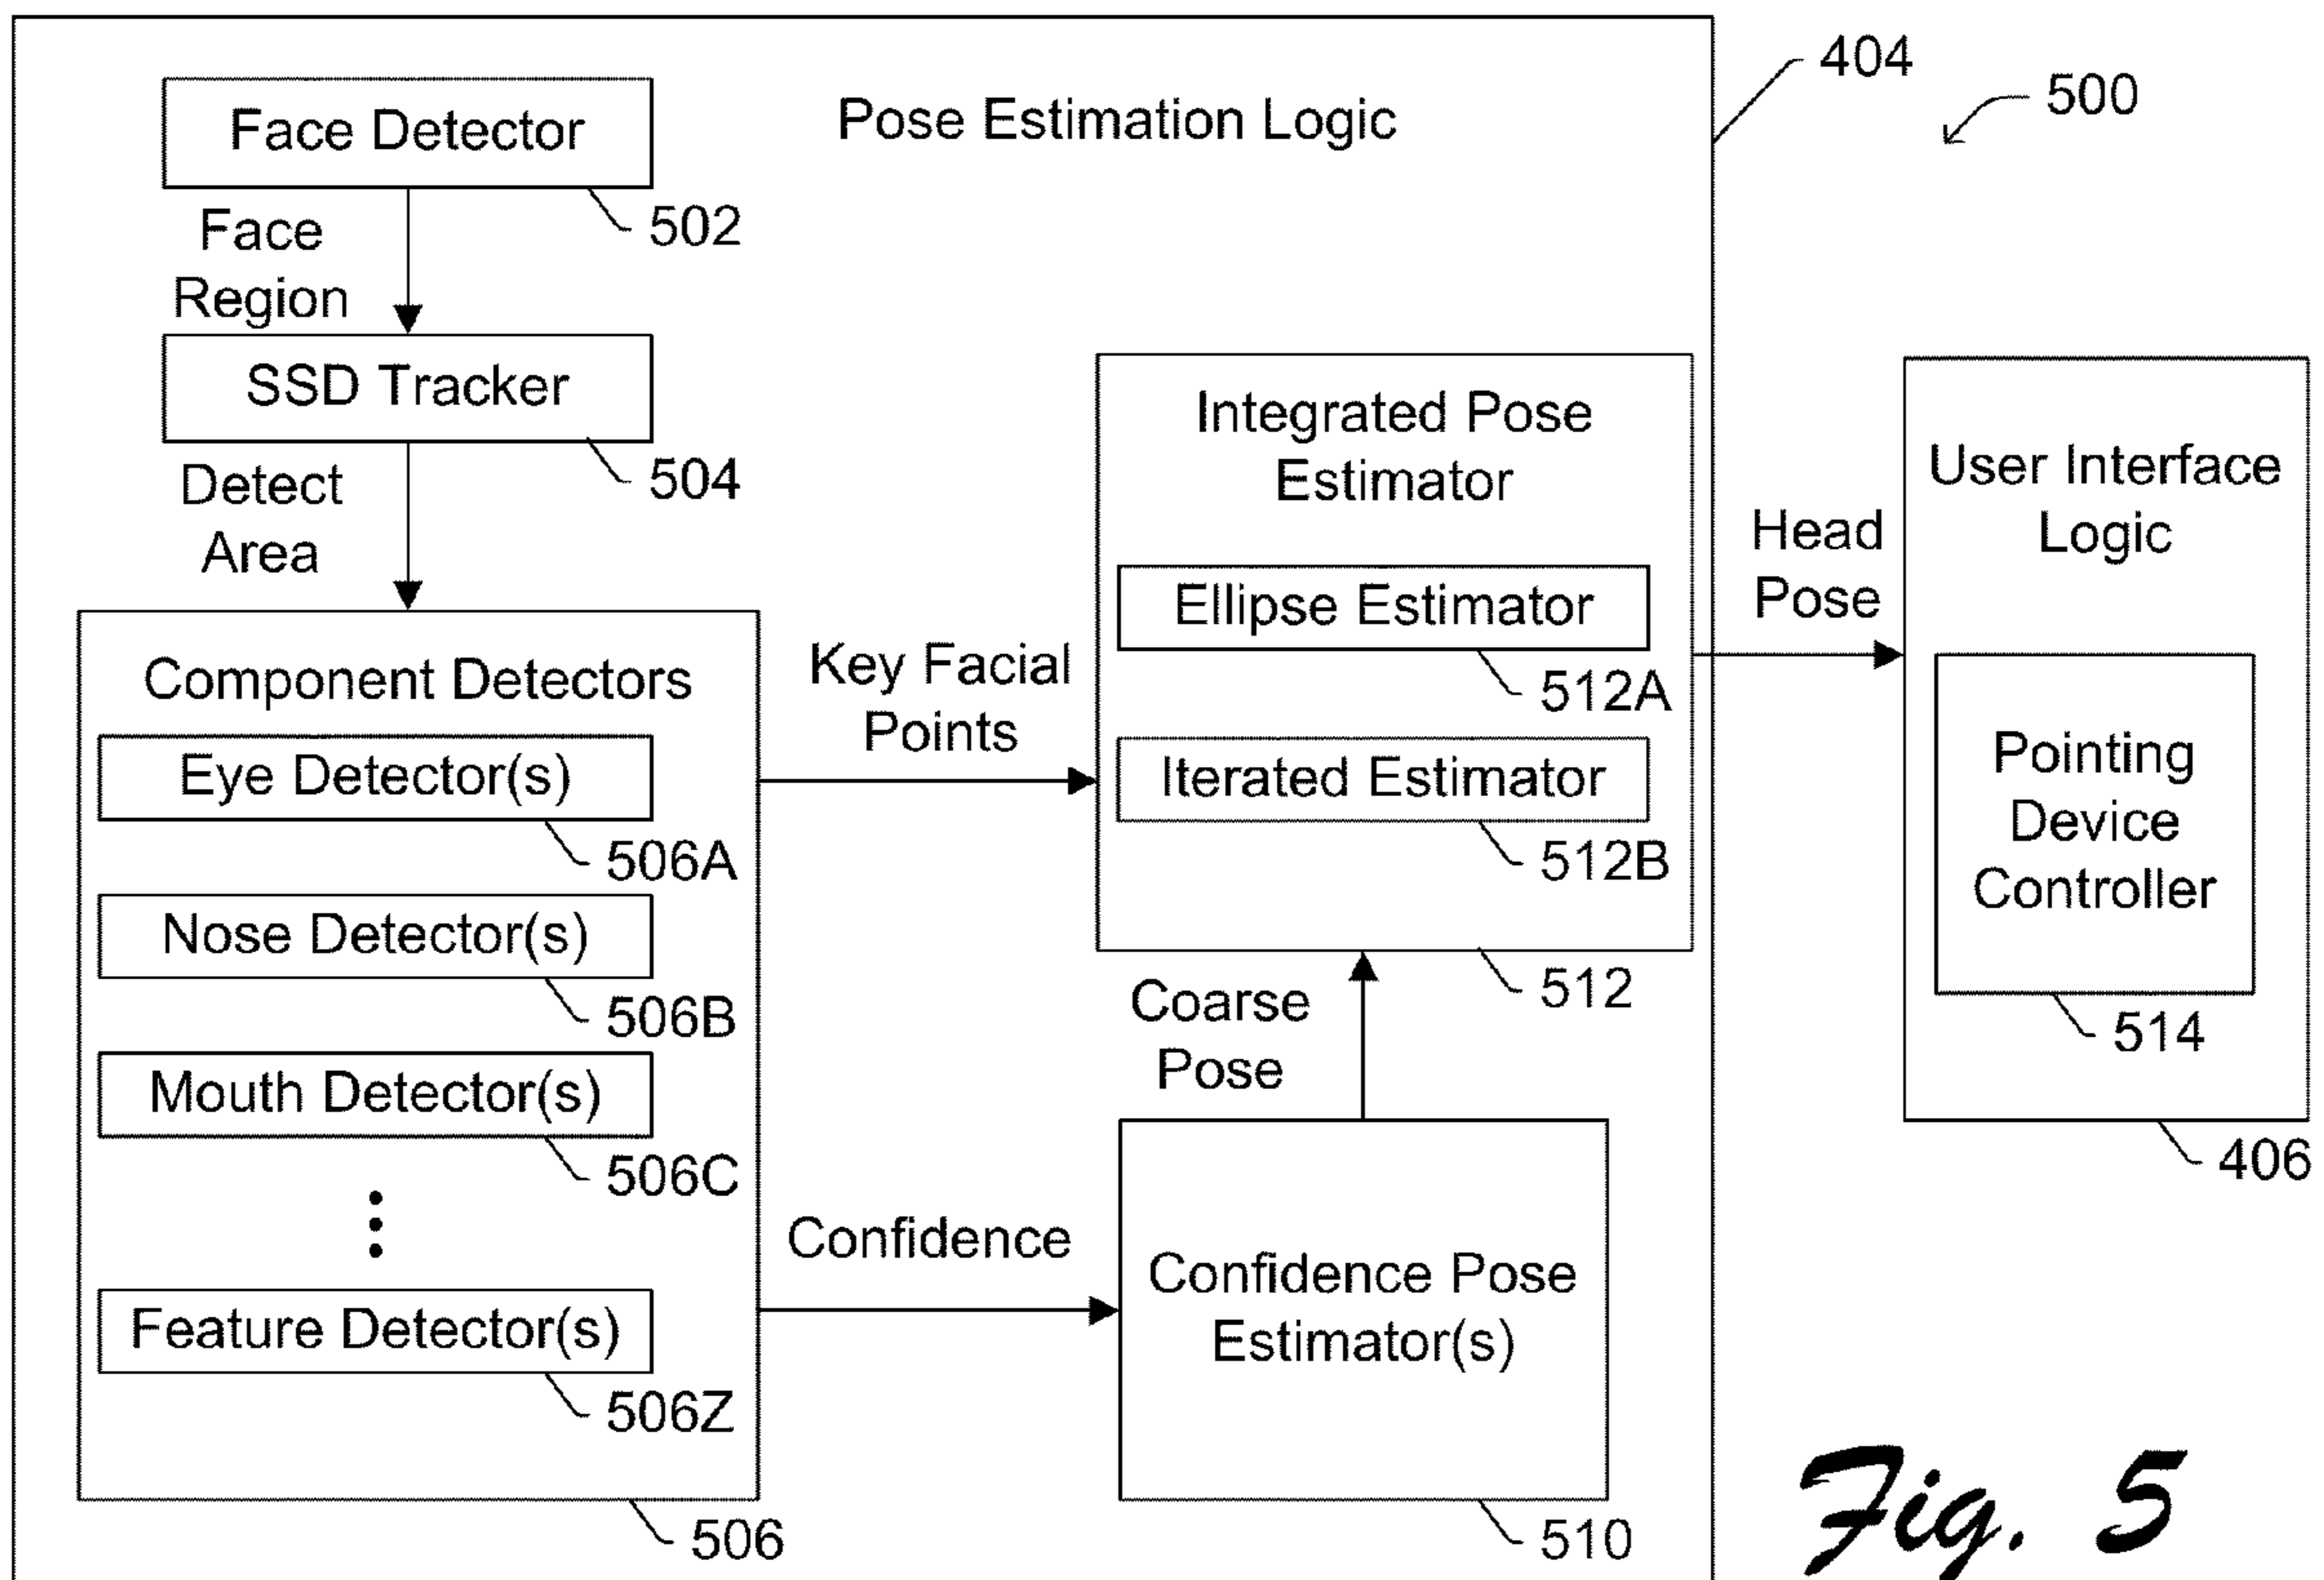 Pose Estimation Logic
404
500
Face Detector
502
Face
Region
SSD Tracker
504
Detect
Area
Component Detectors
Eye Detector(s)
506A
Nose Detector(s)
506B
Mouth Detector(s)
506C
Feature Detector(s)
506Z
506
Key Facial
Points
Confidence
Integrated Pose
Estimator
Ellipse Estimator
512A
Iterated Estimator
512B
512
Coarse
Pose
Confidence Pose
Estimator(s)
510
Head
Pose
User Interface
Logic
Pointing
Device
Controller
514
406
Fig. 5